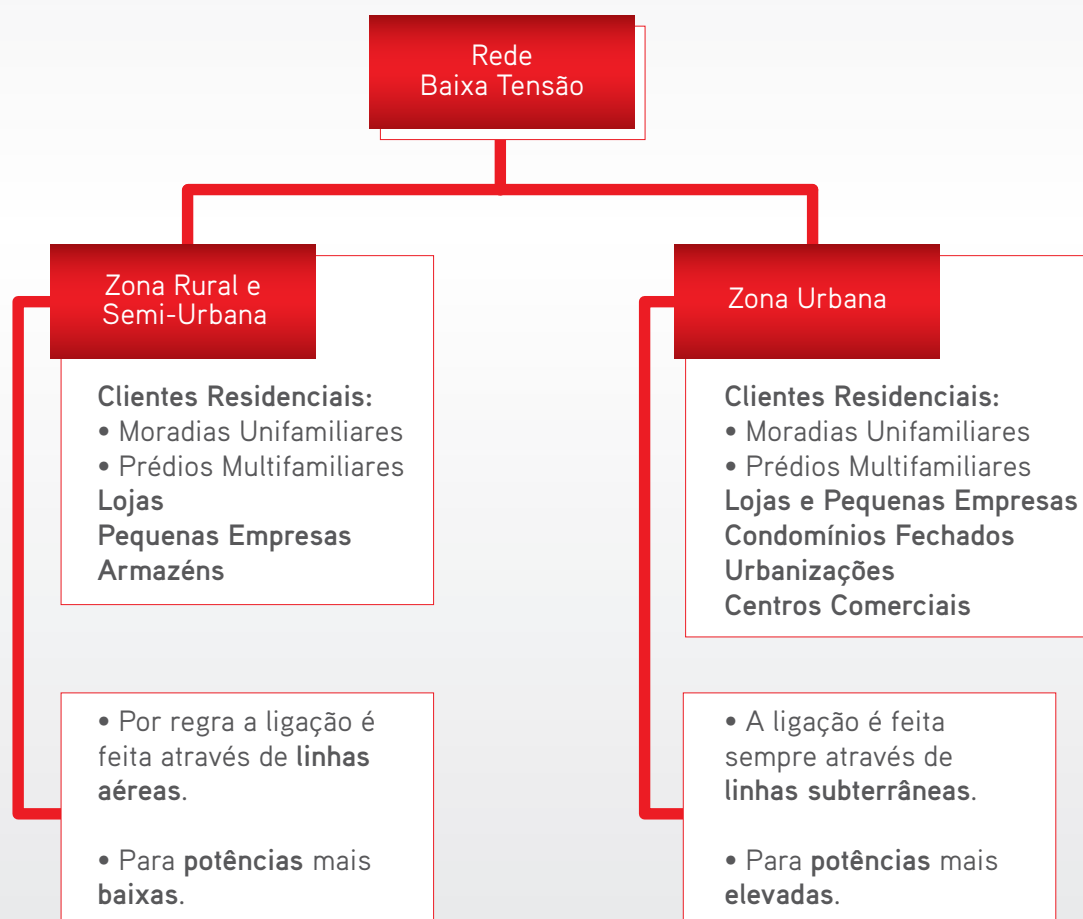 Rede
Baixa Tensão
Zona Rural e
Semi-Urbana
Clientes Residenciais:
• Moradias Unifamiliares
• Prédios Multifamiliares
Lojas
Pequenas Empresas
Armazéns
• Por regra a ligação é
feita através de linhas
aéreas.
• Para potências mais
baixas.
Zona Urbana
Clientes Residenciais:
• Moradias Unifamiliares
• Prédios Multifamiliares
Lojas e Pequenas Empresas
Condomínios Fechados
Urbanizações
Centros Comerciais
• A ligação é feita
sempre através de
linhas subterrâneas.
• Para potências mais
elevadas.